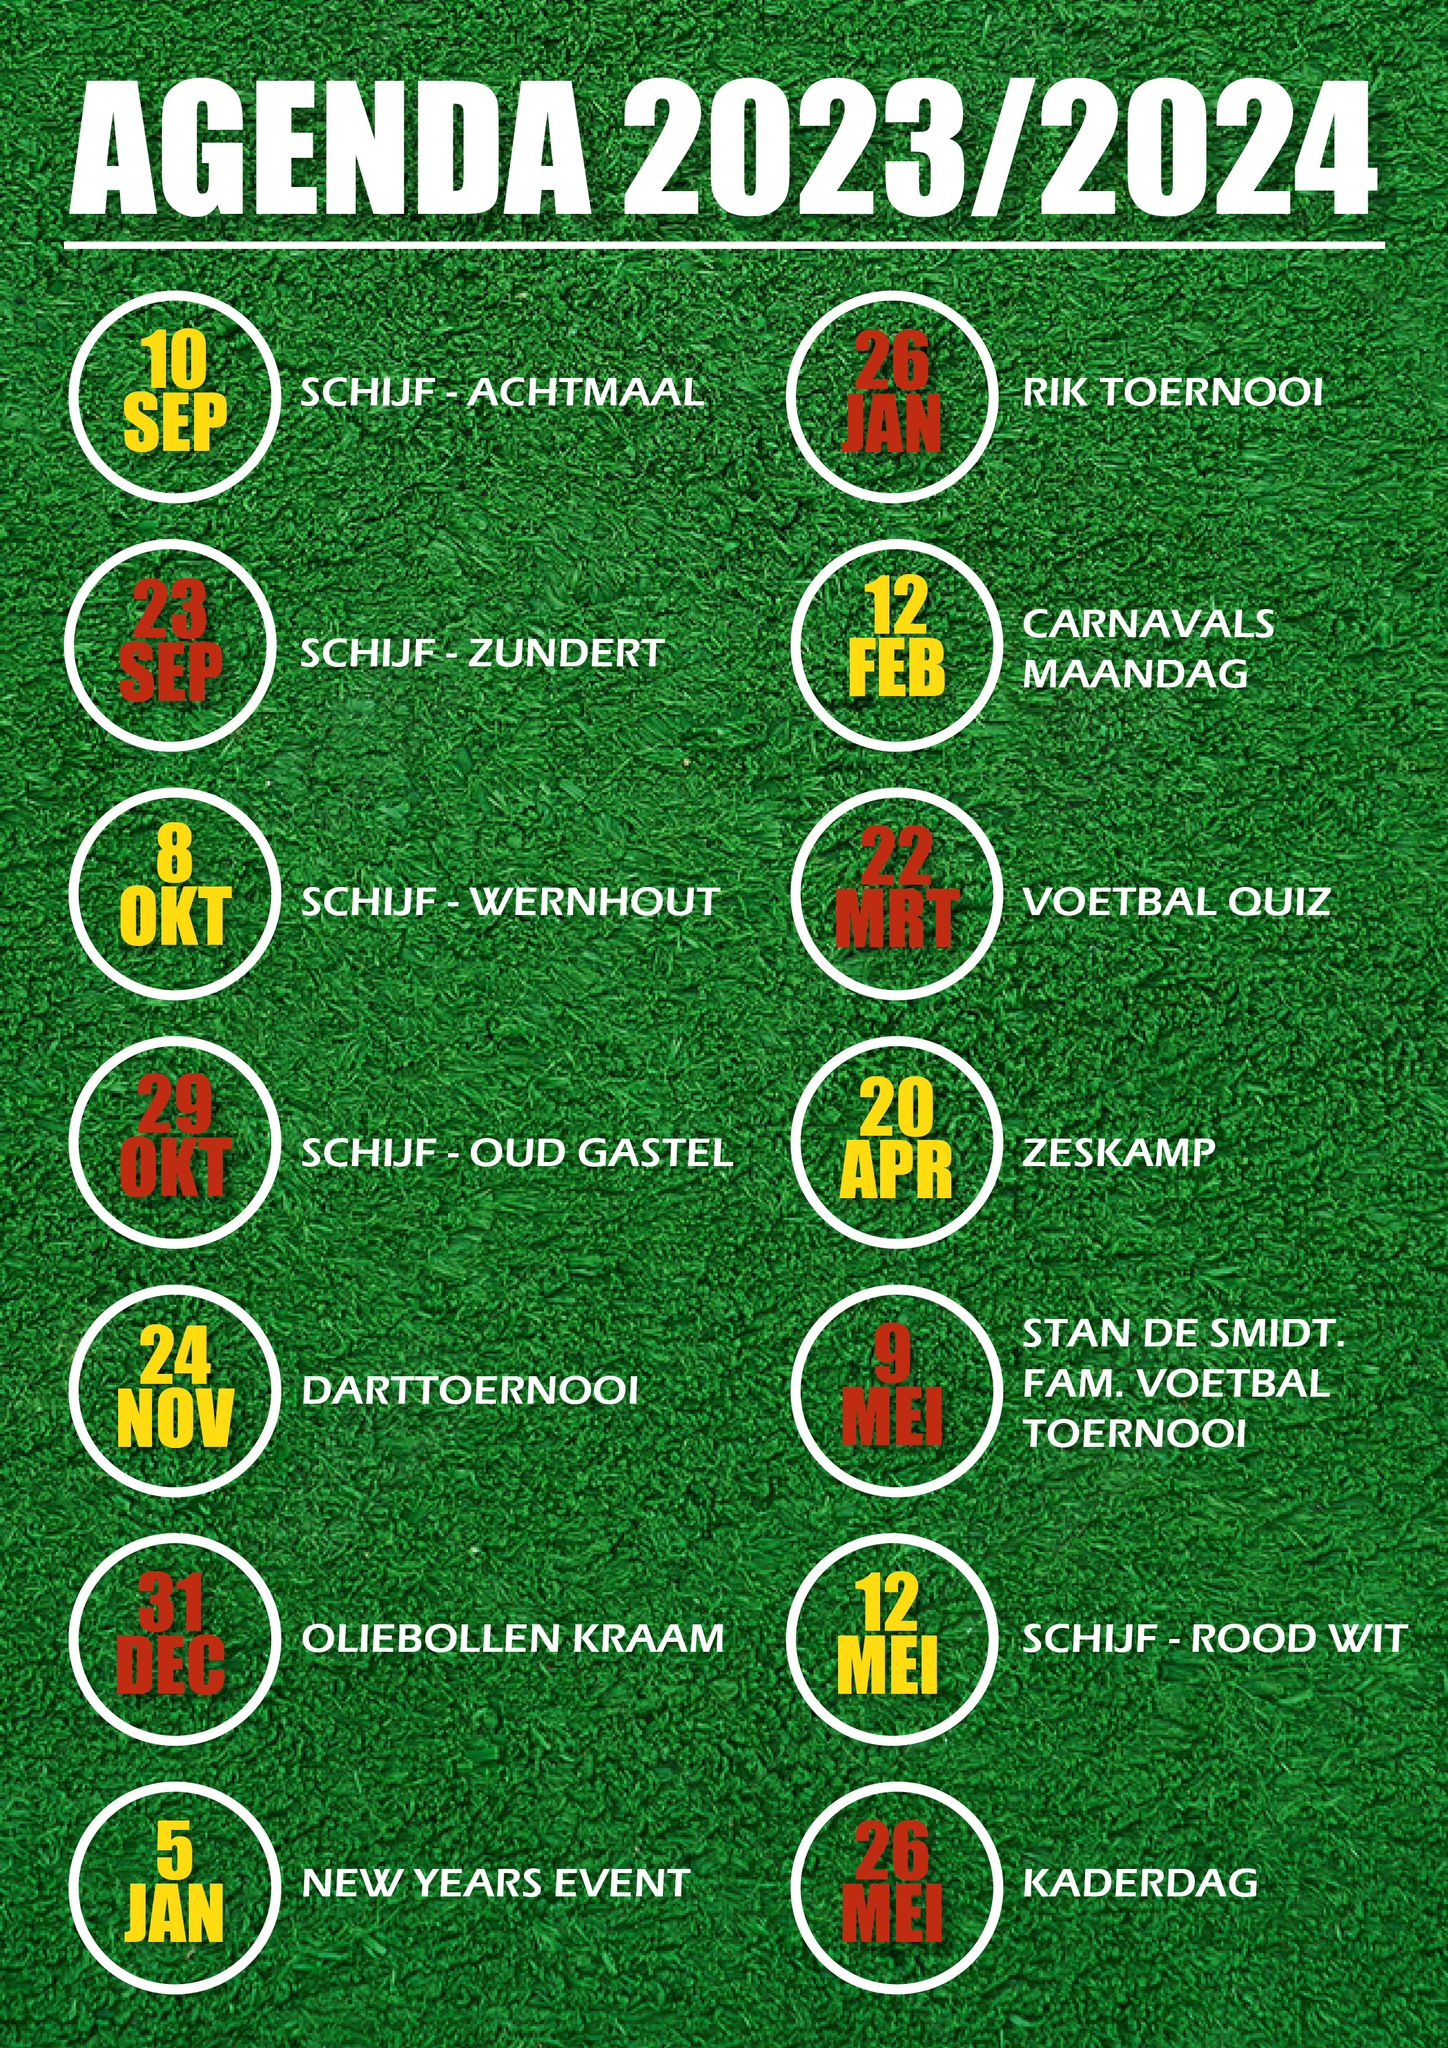 AGENDA 2023/2024
10
SEP
SCHIJF - ACHTMAAL
23
SEP
SCHIJF - ZUNDERT
8
OKT
SCHIJF - WERNHOUT
29
OKT
SCHIJF - OUD GASTEL
24
NOV
DARTTOERNOOI
31
DEC
OLIEBOLLEN KRAAM
5
JAN
NEW YEARS EVENT
26
JAN
RIK TOERNOOI
12
FEB
CARNAVALS
MAANDAG
22
MRT
VOETBAL QUIZ
20
APR
ZESKAMP
9
MEI
STAN DE SMIDT.
FAM. VOETBAL
TOERNOOI
12
MEI
SCHIJF - ROOD WIT
26
MEI
KADERDAG